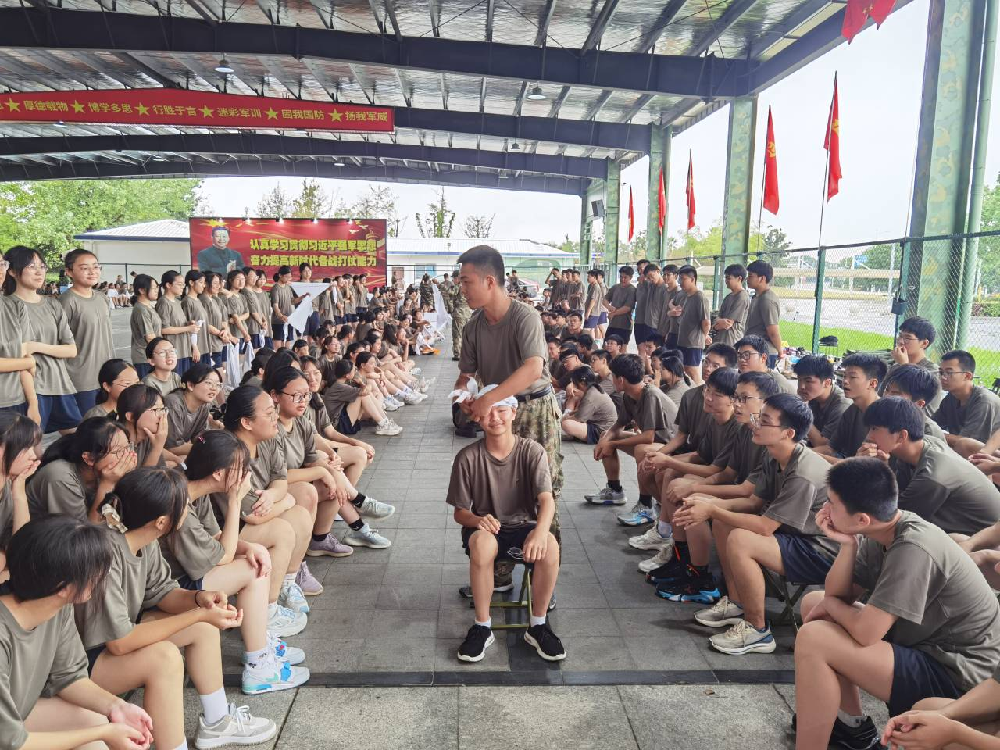 ★ 厚德载物 ★ 博学多思 ★ 行胜于言 ★ 迷彩军训 ★ 固我国防 ★ 扬我军威
认真学习贯彻习近平强军思想
奋力提高新时代备战打仗能力